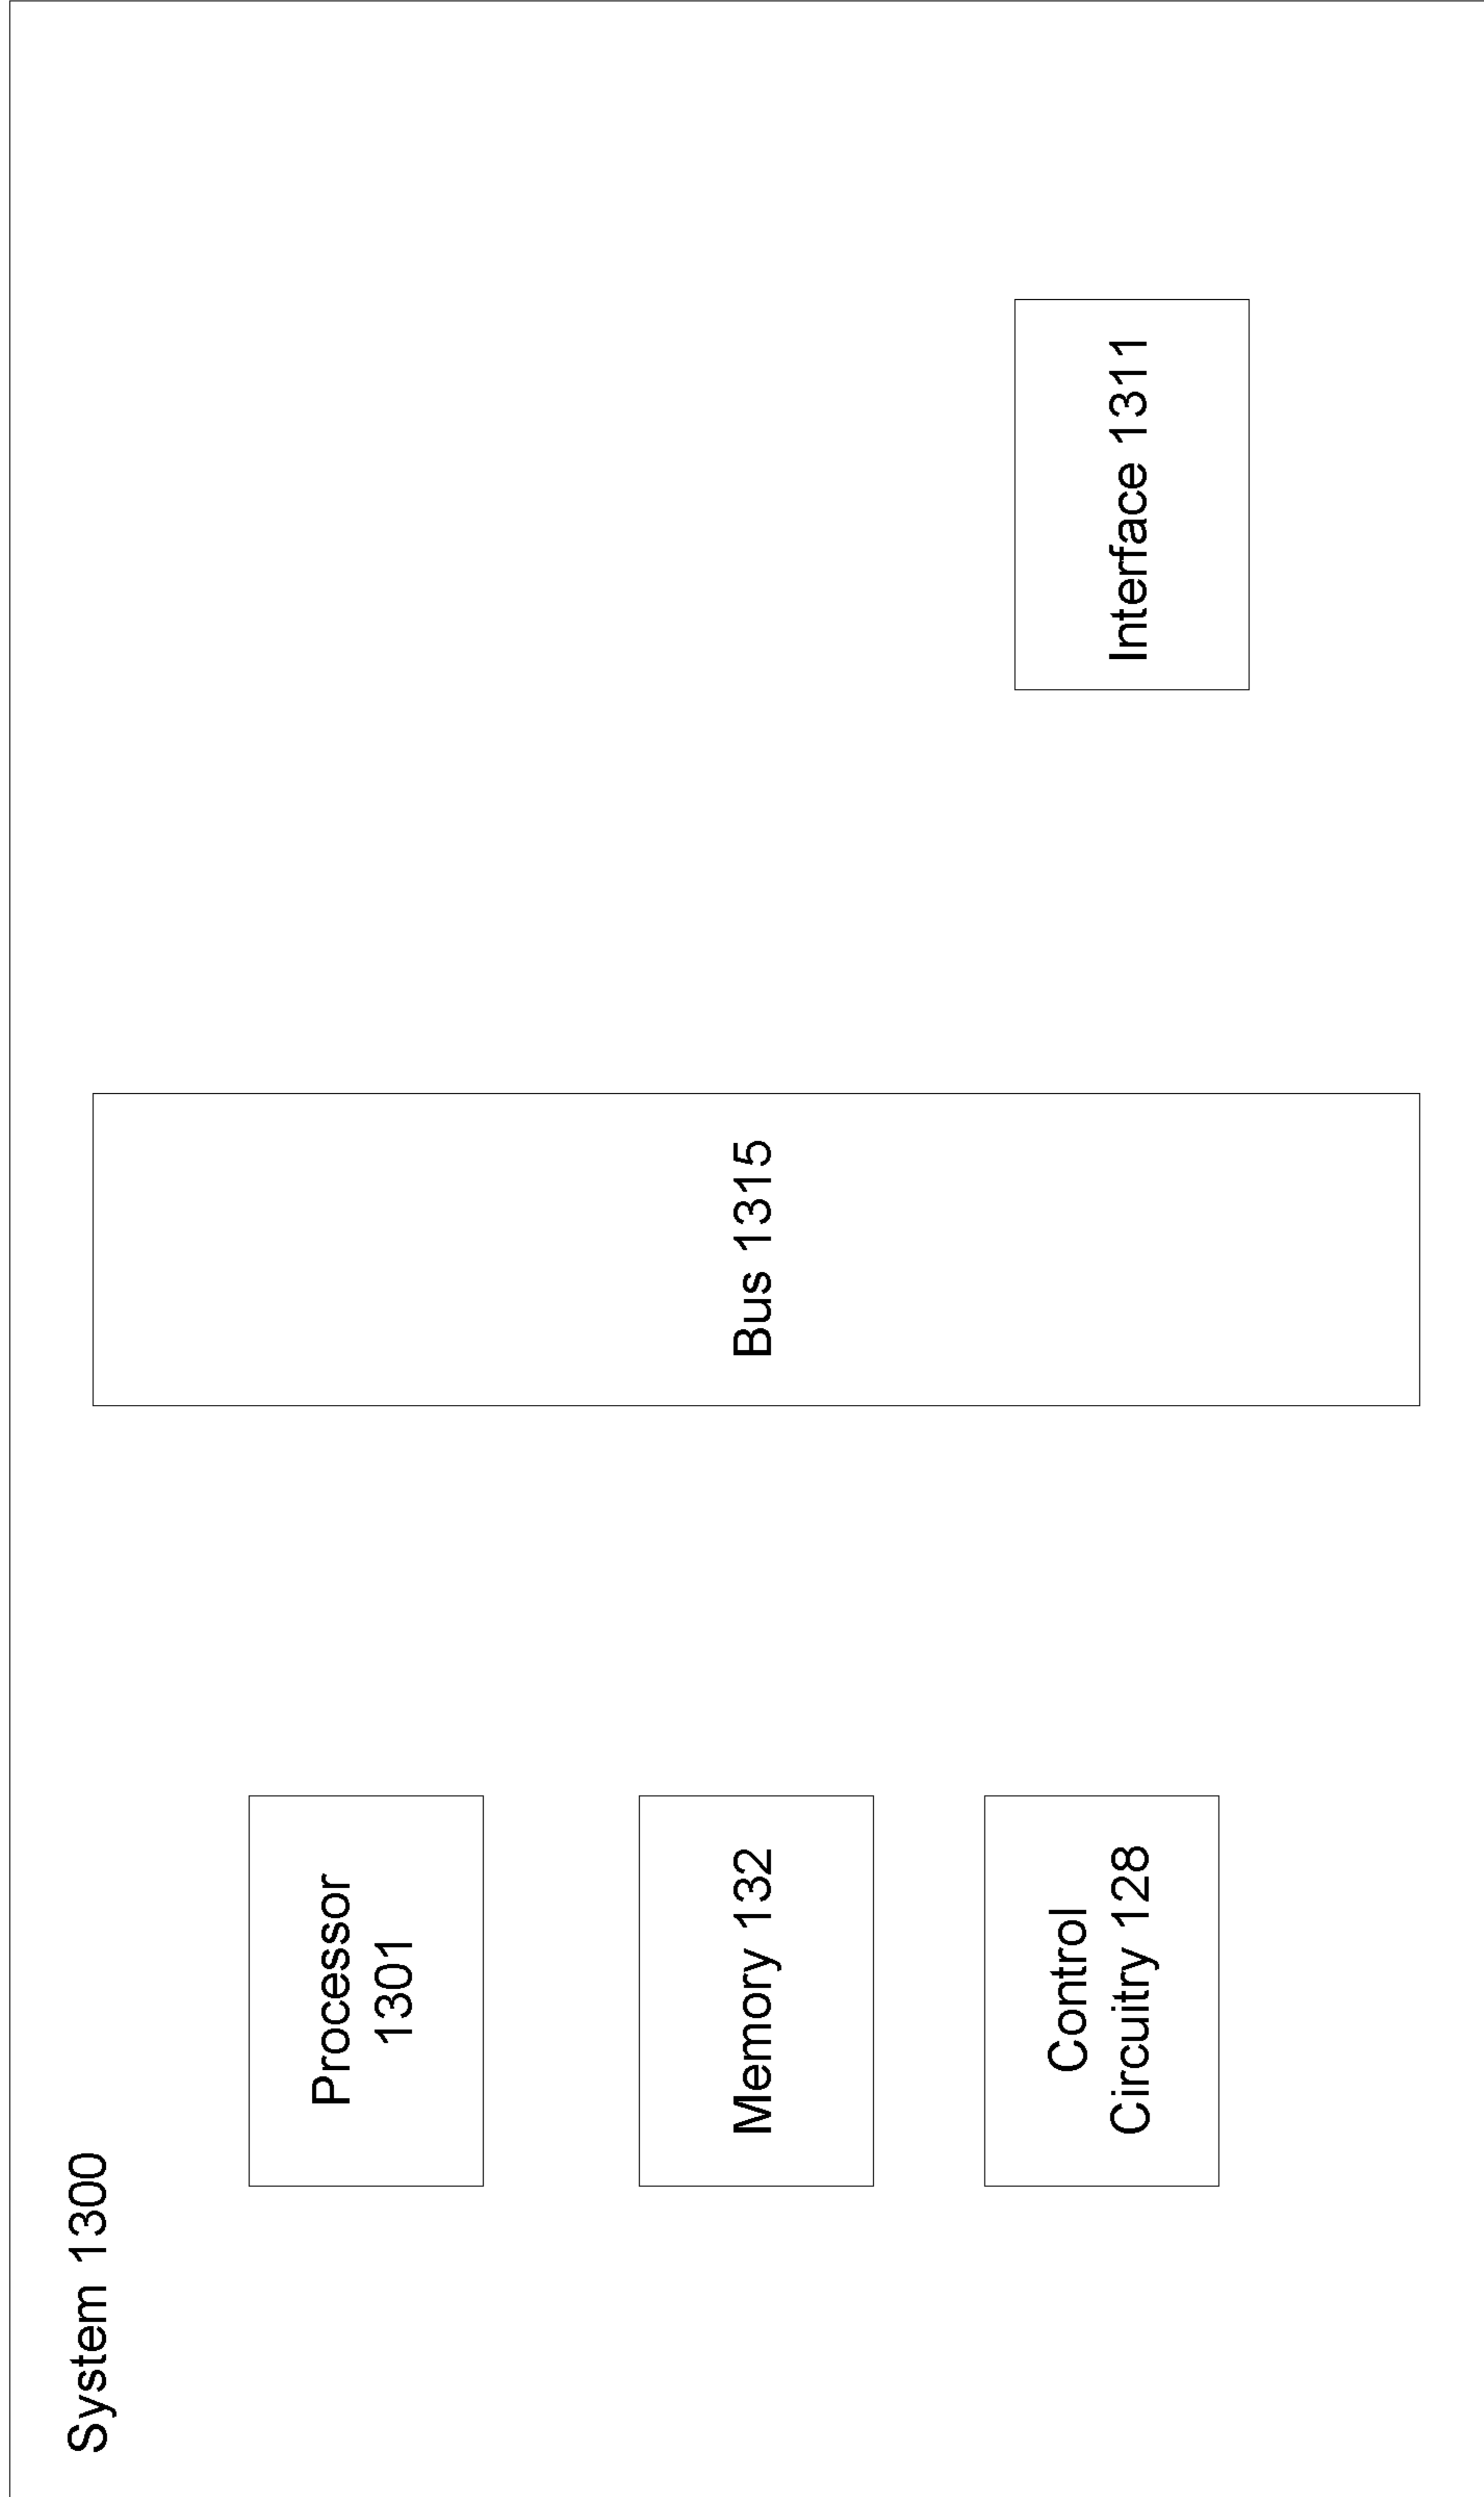 System 1300
Processor
1301
Memory 132
Control
Circuitry 128
Bus 1315
Interface 1311